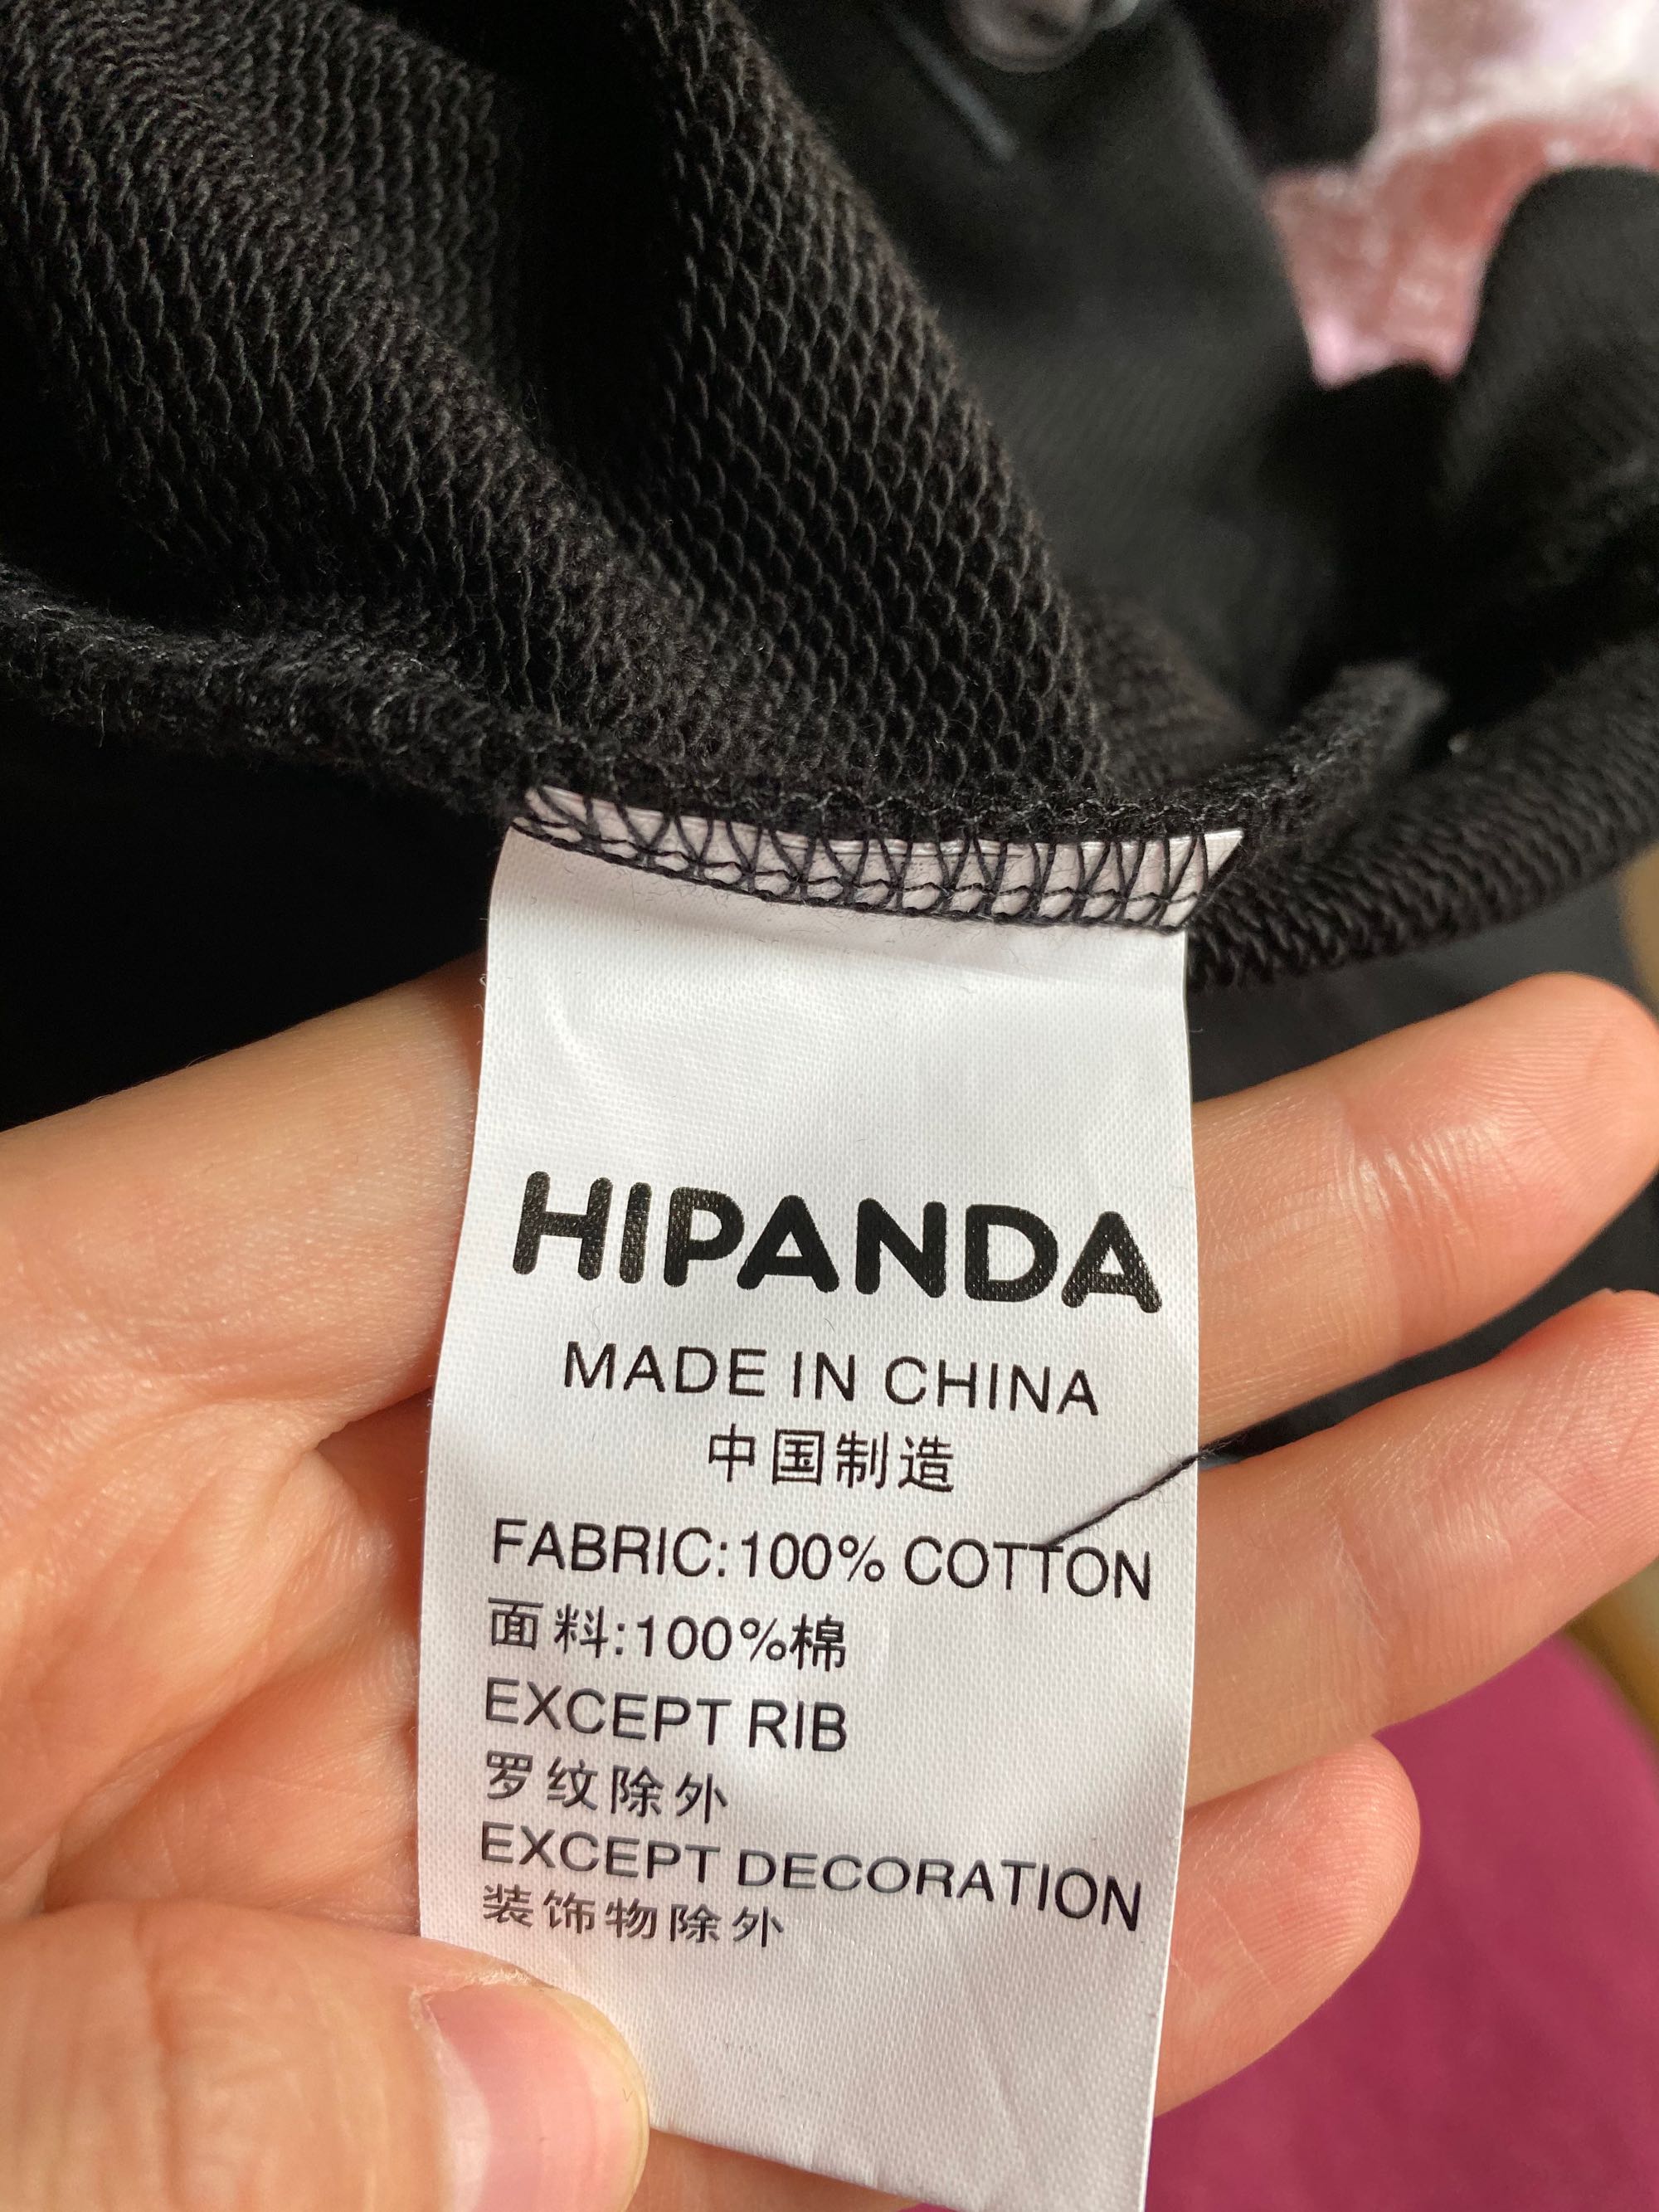 HIPANDA
MADE IN CHINA
中国制造
FABRIC:100% COTTON
面料:100%棉
EXCEPT RIB
罗纹除外
EXCEPT DECORATION
装饰物除外